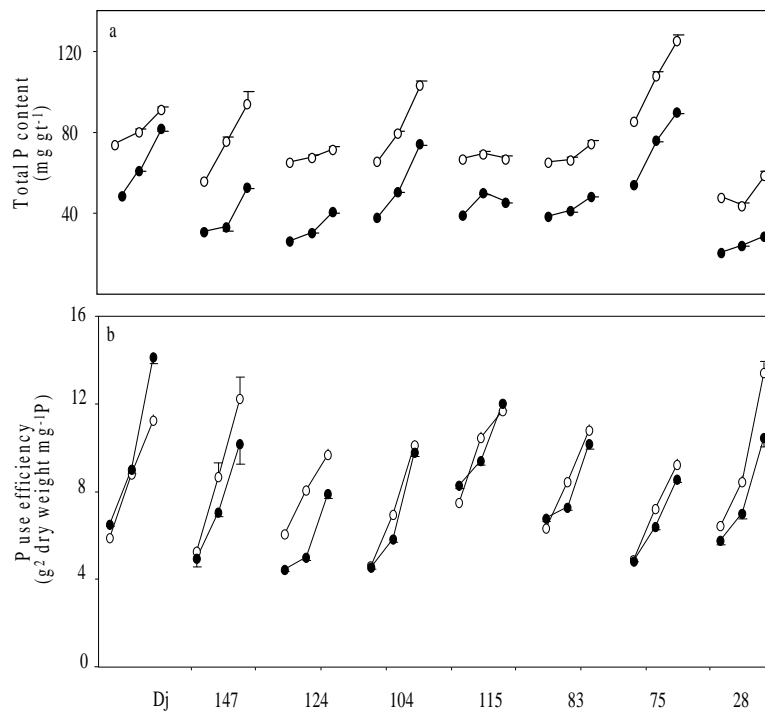 a
120
80
40
Total P content
(mg gt⁻¹)
b
16
12
8
4
0
P use efficiency
(g² dry weight mg⁻¹P)
Dj 147 124 104 115 83 75 28